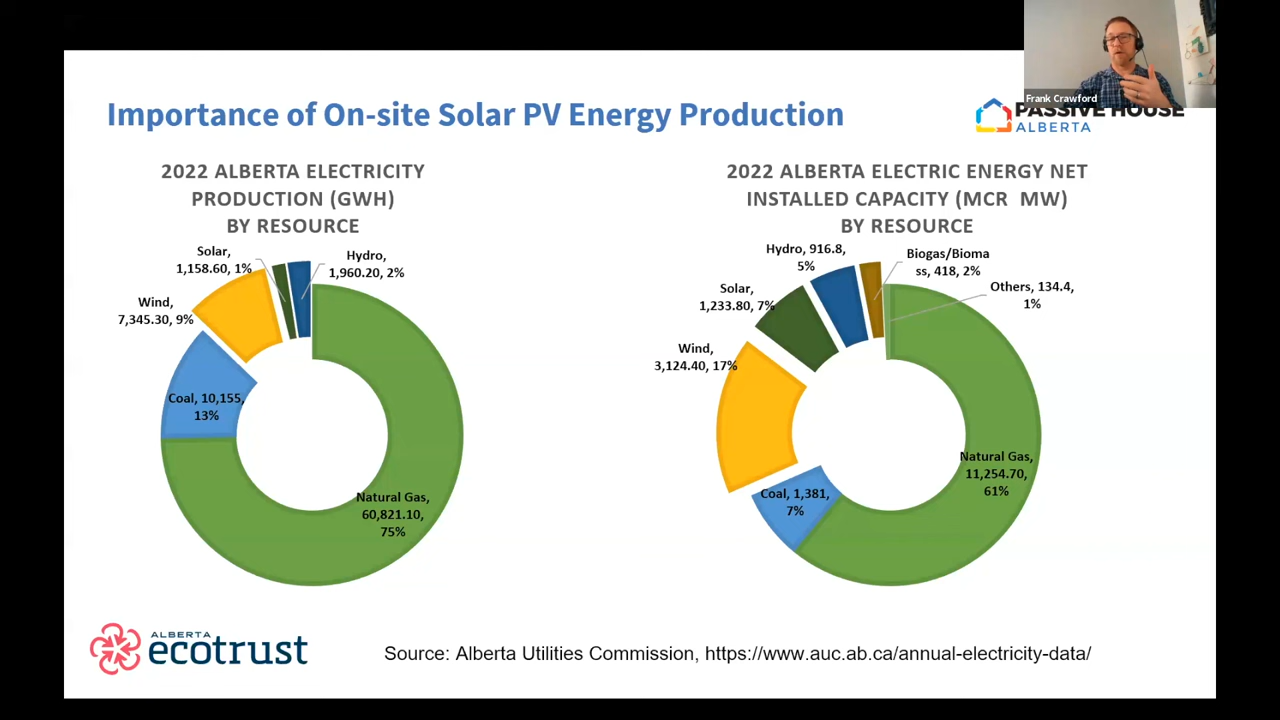 Frank Crawford
Importance of On-site Solar PV Energy Production
PASSIVE HOUSE
ALBERTA
2022 ALBERTA ELECTRICITY
PRODUCTION (GWH)
BY RESOURCE
Solar,
1,158.60, 1%
Hydro,
1,960.20, 2%
Wind,
7,345.30, 9%
Coal, 10,155,
13%
Natural Gas,
60,821.10,
75%
2022 ALBERTA ELECTRIC ENERGY NET
INSTALLED CAPACITY (MCR MW)
BY RESOURCE
Hydro, 916.8,
5%
Biogas/Bioma
ss, 418, 2%
Solar,
1,233.80, 7%
Others, 134.4,
1%
Wind,
3,124.40, 17%
Coal, 1,381,
7%
Natural Gas,
11,254.70,
61%
ALBERTA
ecotrust
Source: Alberta Utilities Commission, https://www.auc.ab.ca/annual-electricity-data/